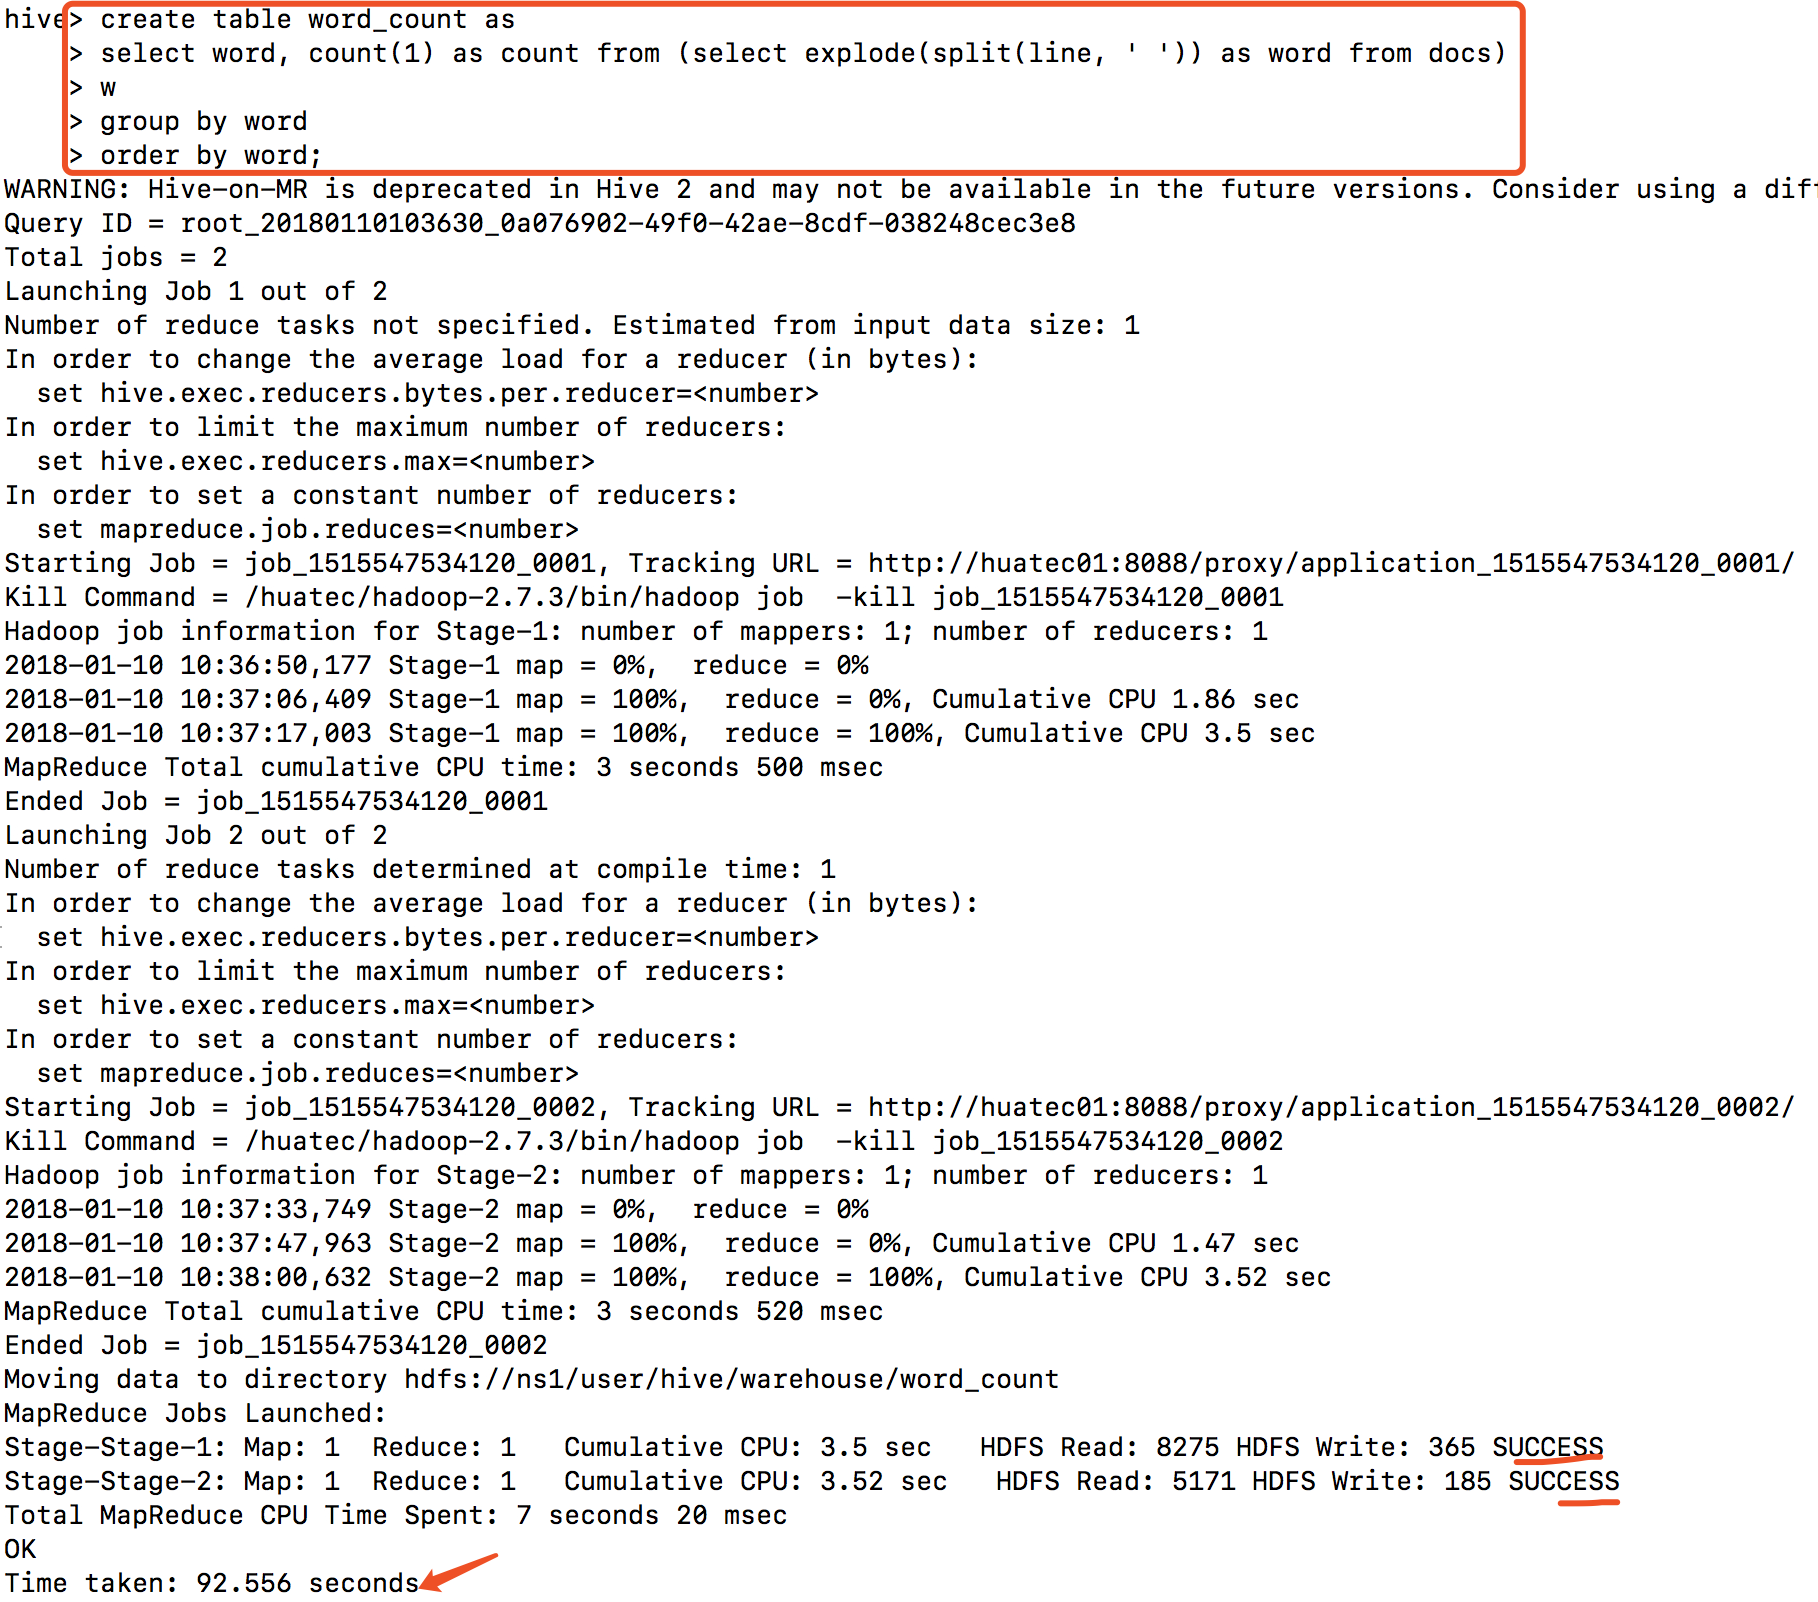 hive> create table word_count as
> select word, count(1) as count from (select explode(split(line, ' ')) as word from docs)
> w
> group by word
> order by word;
WARNING: Hive-on-MR is deprecated in Hive 2 and may not be available in the future versions. Consider using a dif
Query ID = root_20180110103630_0a076902-49f0-42ae-8cdf-038248cec3e8
Total jobs = 2
Launching Job 1 out of 2
Number of reduce tasks not specified. Estimated from input data size: 1
In order to change the average load for a reducer (in bytes):
  set hive.exec.reducers.bytes.per.reducer=<number>
In order to limit the maximum number of reducers:
  set hive.exec.reducers.max=<number>
In order to set a constant number of reducers:
  set mapreduce.job.reduces=<number>
Starting Job = job_1515547534120_0001, Tracking URL = http://huatec01:8088/proxy/application_1515547534120_0001/
Kill Command = /huatec/hadoop-2.7.3/bin/hadoop job  -kill job_1515547534120_0001
Hadoop job information for Stage-1: number of mappers: 1; number of reducers: 1
2018-01-10 10:36:50,177 Stage-1 map = 0%,  reduce = 0%
2018-01-10 10:37:06,409 Stage-1 map = 100%,  reduce = 0%, Cumulative CPU 1.86 sec
2018-01-10 10:37:17,003 Stage-1 map = 100%,  reduce = 100%, Cumulative CPU 3.5 sec
MapReduce Total cumulative CPU time: 3 seconds 500 msec
Ended Job = job_1515547534120_0001
Launching Job 2 out of 2
Number of reduce tasks determined at compile time: 1
In order to change the average load for a reducer (in bytes):
  set hive.exec.reducers.bytes.per.reducer=<number>
In order to limit the maximum number of reducers:
  set hive.exec.reducers.max=<number>
In order to set a constant number of reducers:
  set mapreduce.job.reduces=<number>
Starting Job = job_1515547534120_0002, Tracking URL = http://huatec01:8088/proxy/application_1515547534120_0002/
Kill Command = /huatec/hadoop-2.7.3/bin/hadoop job  -kill job_1515547534120_0002
Hadoop job information for Stage-2: number of mappers: 1; number of reducers: 1
2018-01-10 10:37:33,749 Stage-2 map = 0%,  reduce = 0%
2018-01-10 10:37:47,963 Stage-2 map = 100%,  reduce = 0%, Cumulative CPU 1.47 sec
2018-01-10 10:38:00,632 Stage-2 map = 100%,  reduce = 100%, Cumulative CPU 3.52 sec
MapReduce Total cumulative CPU time: 3 seconds 520 msec
Ended Job = job_1515547534120_0002
Moving data to directory hdfs://ns1/user/hive/warehouse/word_count
MapReduce Jobs Launched:
Stage-Stage-1: Map: 1  Reduce: 1   Cumulative CPU: 3.5 sec   HDFS Read: 8275 HDFS Write: 365 SUCCESS
Stage-Stage-2: Map: 1  Reduce: 1   Cumulative CPU: 3.52 sec   HDFS Read: 5171 HDFS Write: 185 SUCCESS
Total MapReduce CPU Time Spent: 7 seconds 20 msec
OK
Time taken: 92.556 seconds